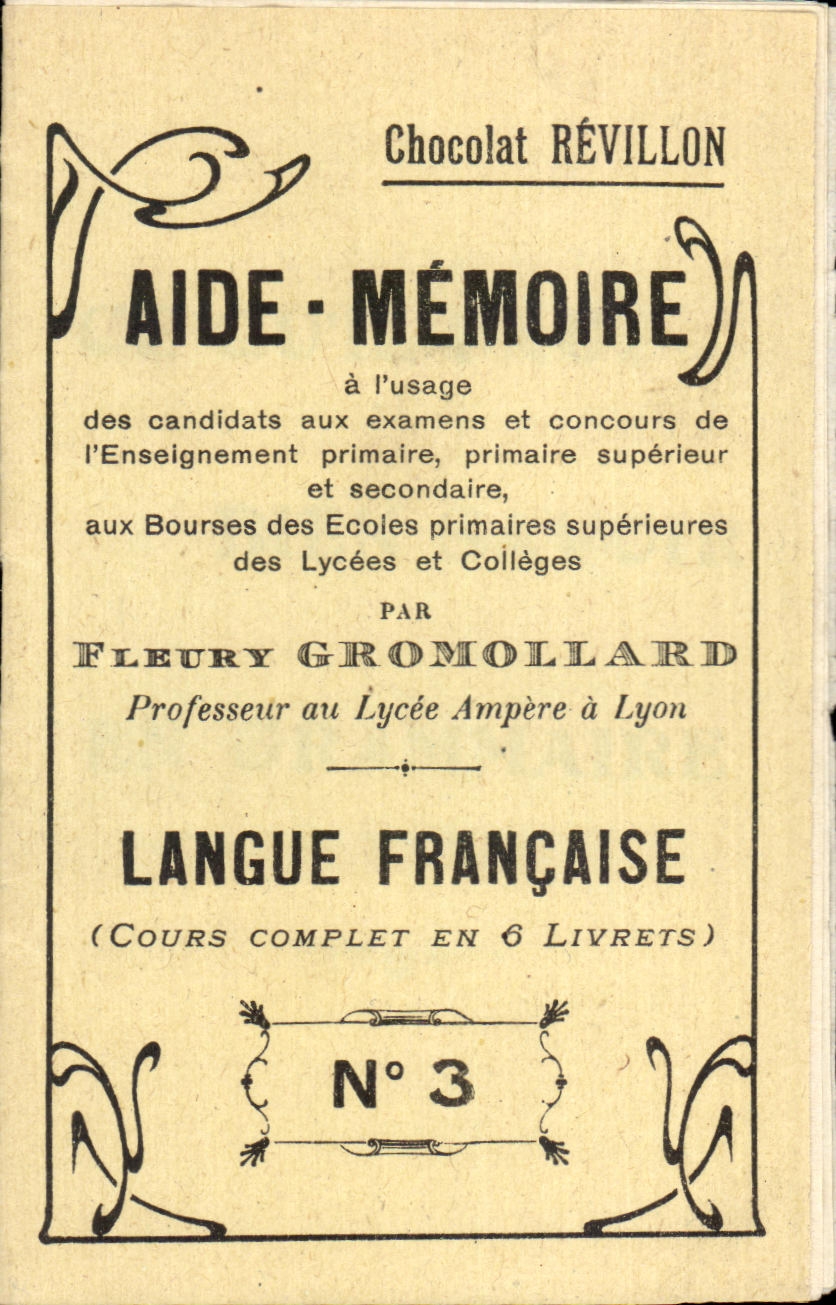 Chocolat RÉVILLON
AIDE - MÉMOIRE
à l'usage
des candidats aux examens et concours de
l'Enseignement primaire, primaire supérieur
et secondaire,
aux Bourses des Ecoles primaires supérieures
des Lycées et Collèges
PAR
FLEURY GROMOLLARD
Professeur au Lycée Ampère à Lyon
LANGUE FRANÇAISE
(COURS COMPLET EN 6 LIVRETS)
N° 3